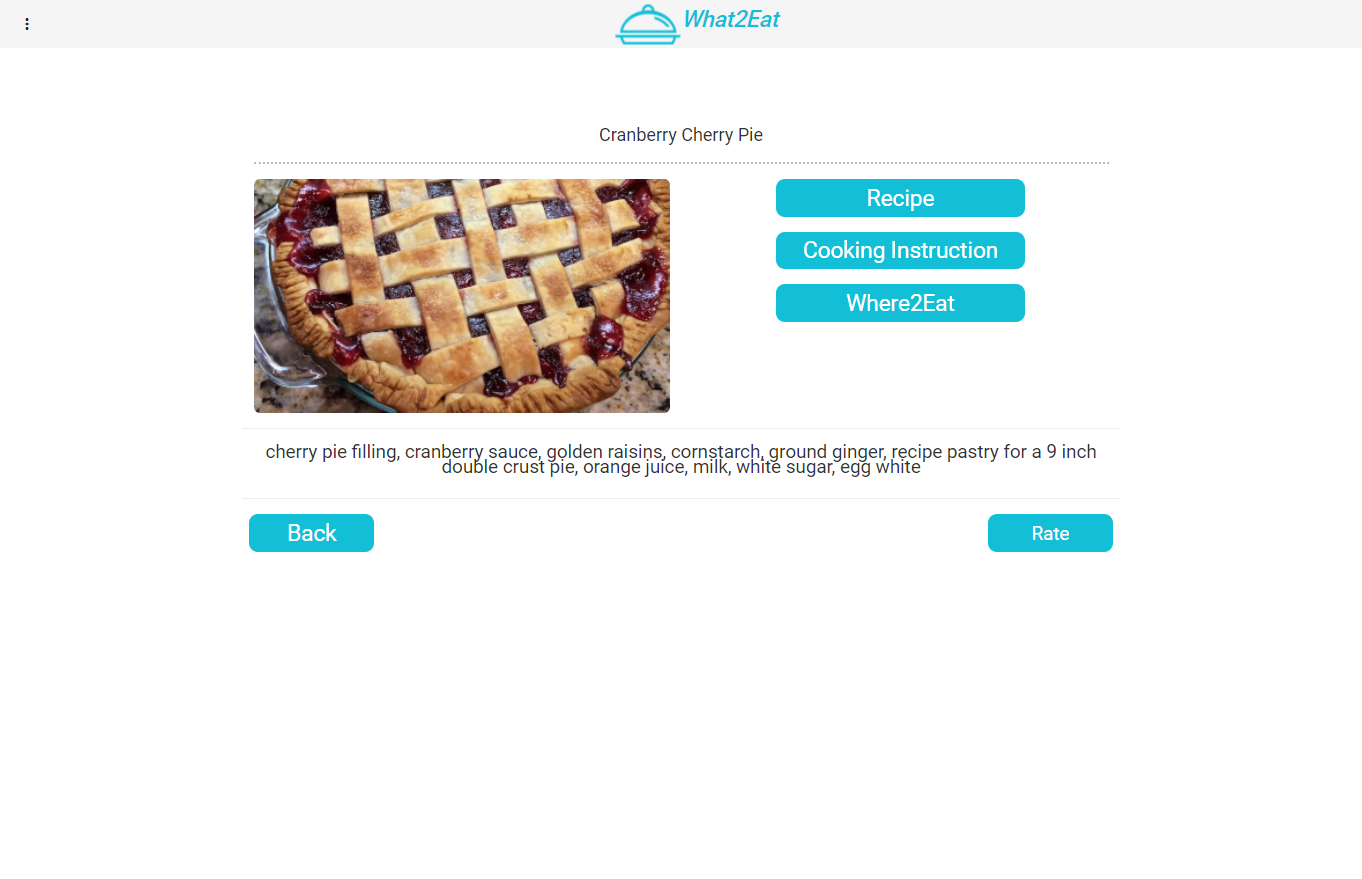 What2Eat
Cranberry Cherry Pie
Recipe
Cooking Instruction
Where2Eat
cherry pie filling, cranberry sauce, golden raisins, cornstarch, ground ginger, recipe pastry for a 9 inch
double crust pie, orange juice, milk, white sugar, egg white
Back
Rate